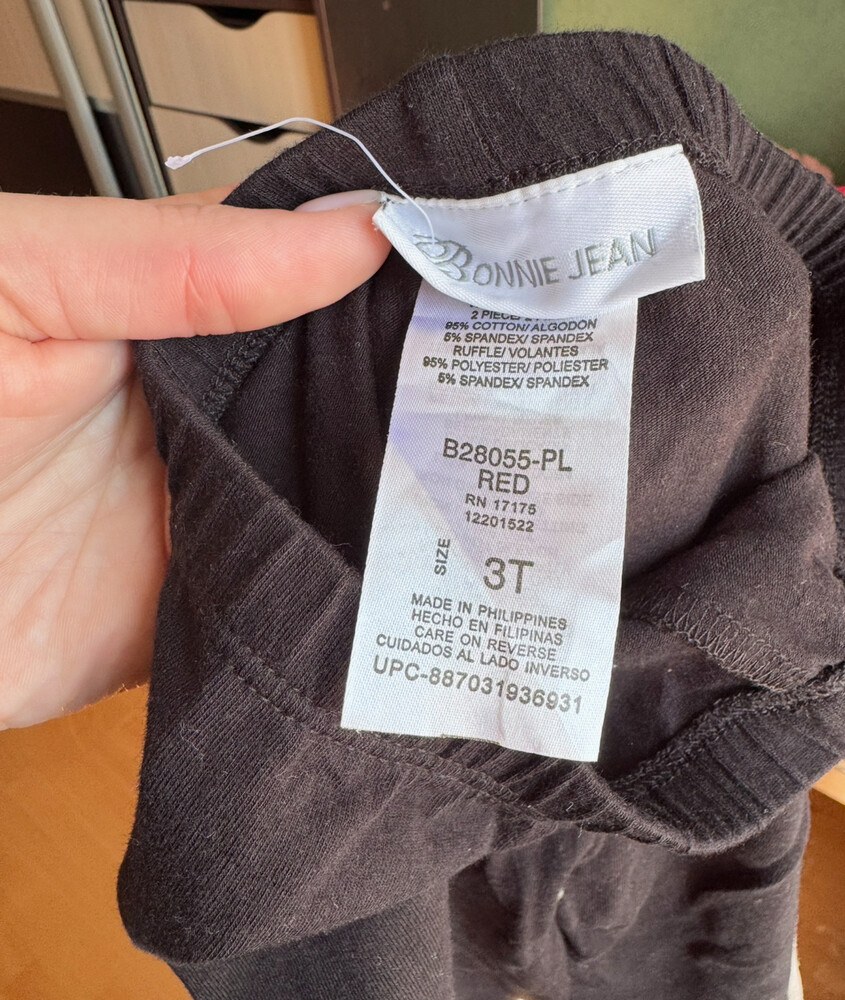 BONNIE JEAN
2 PIECE/
95% COTTON/ ALGODON
5% SPANDEX/ SPANDEX
RUFFLE/ VOLANTES
95% POLYESTER/ POLIESTER
5% SPANDEX/ SPANDEX
B28055-PL
RED
RN 17175
12201522
SIZE
3T
MADE IN PHILIPPINES
HECHO EN FILIPINAS
CARE ON REVERSE
CUIDADOS AL LADO INVERSO
UPC-887031936931